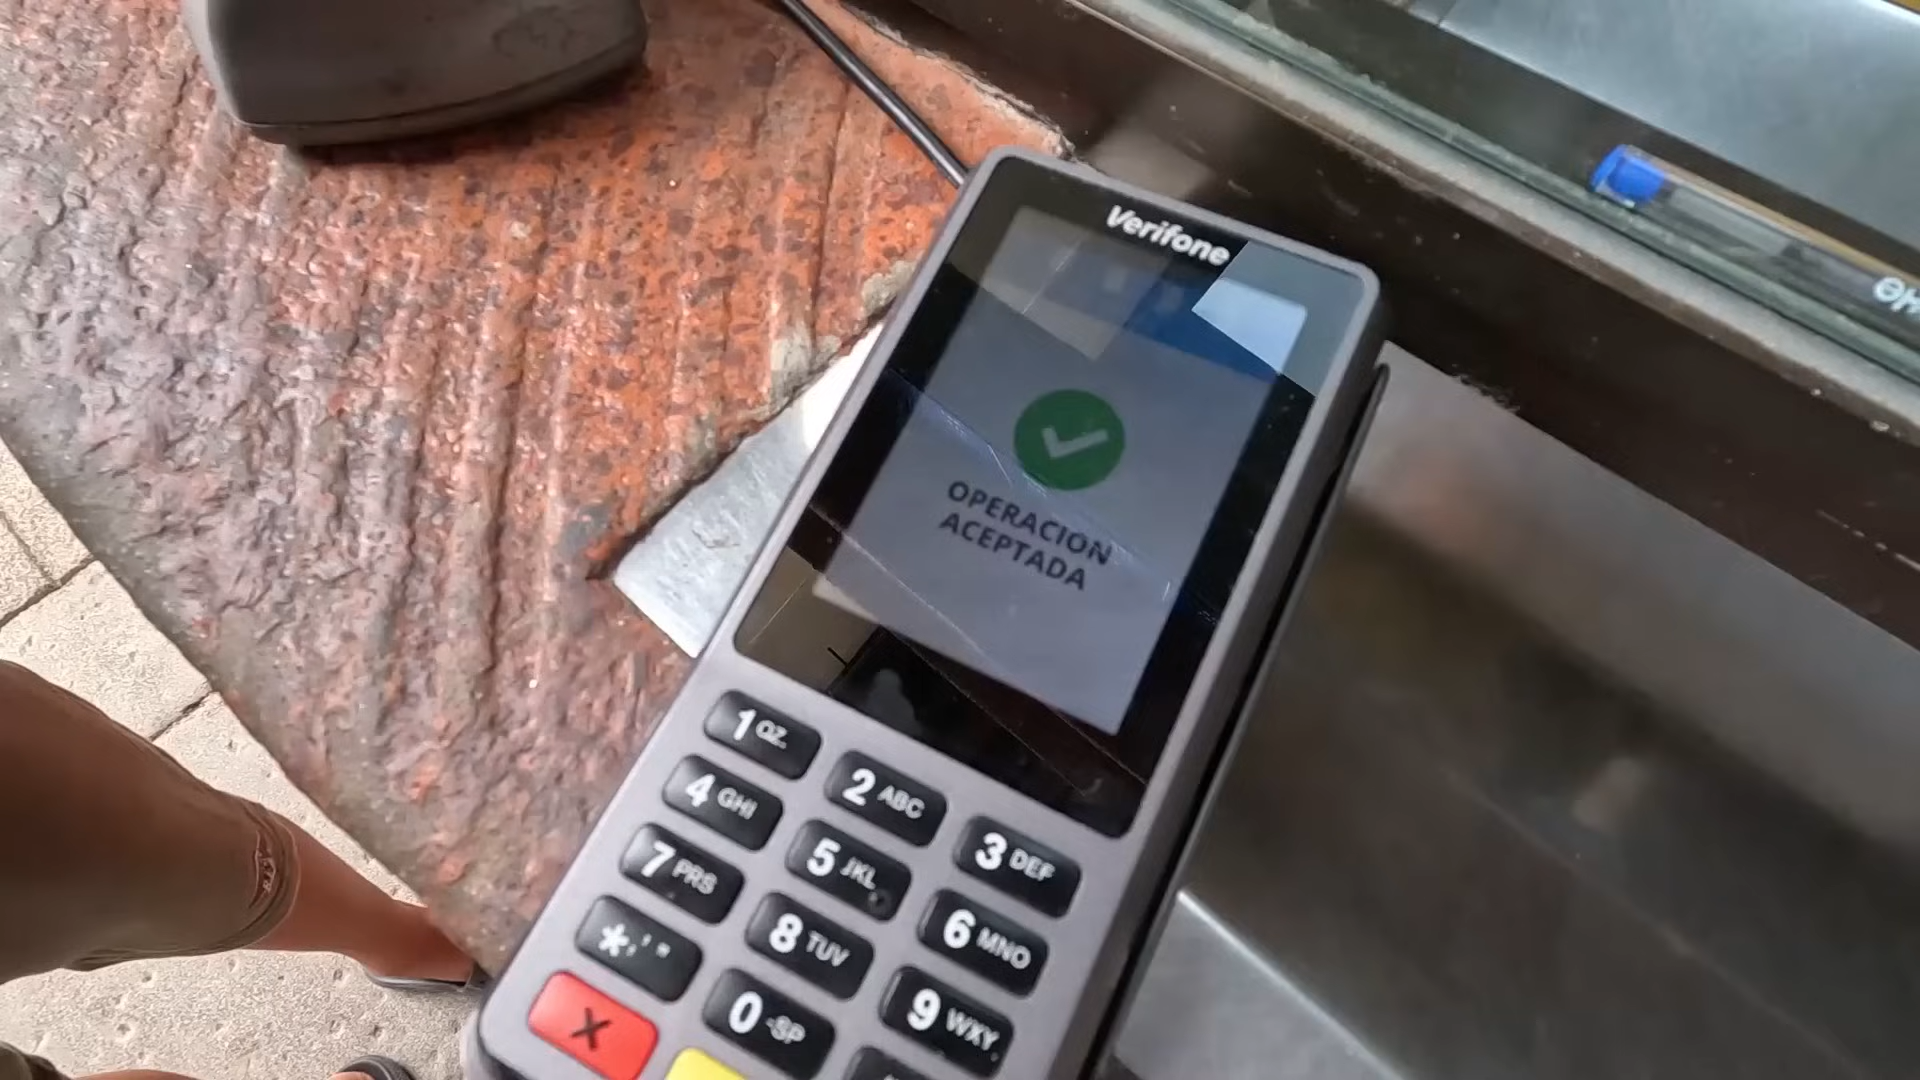 Verifone
OPERACION
ACEPTADA
1 QZ.
2 ABC
3 DEF
4 GHI
5 JKL
6 MNO
7 PRS
8 TUV
9 WXY
*,'"
0 -SP
X